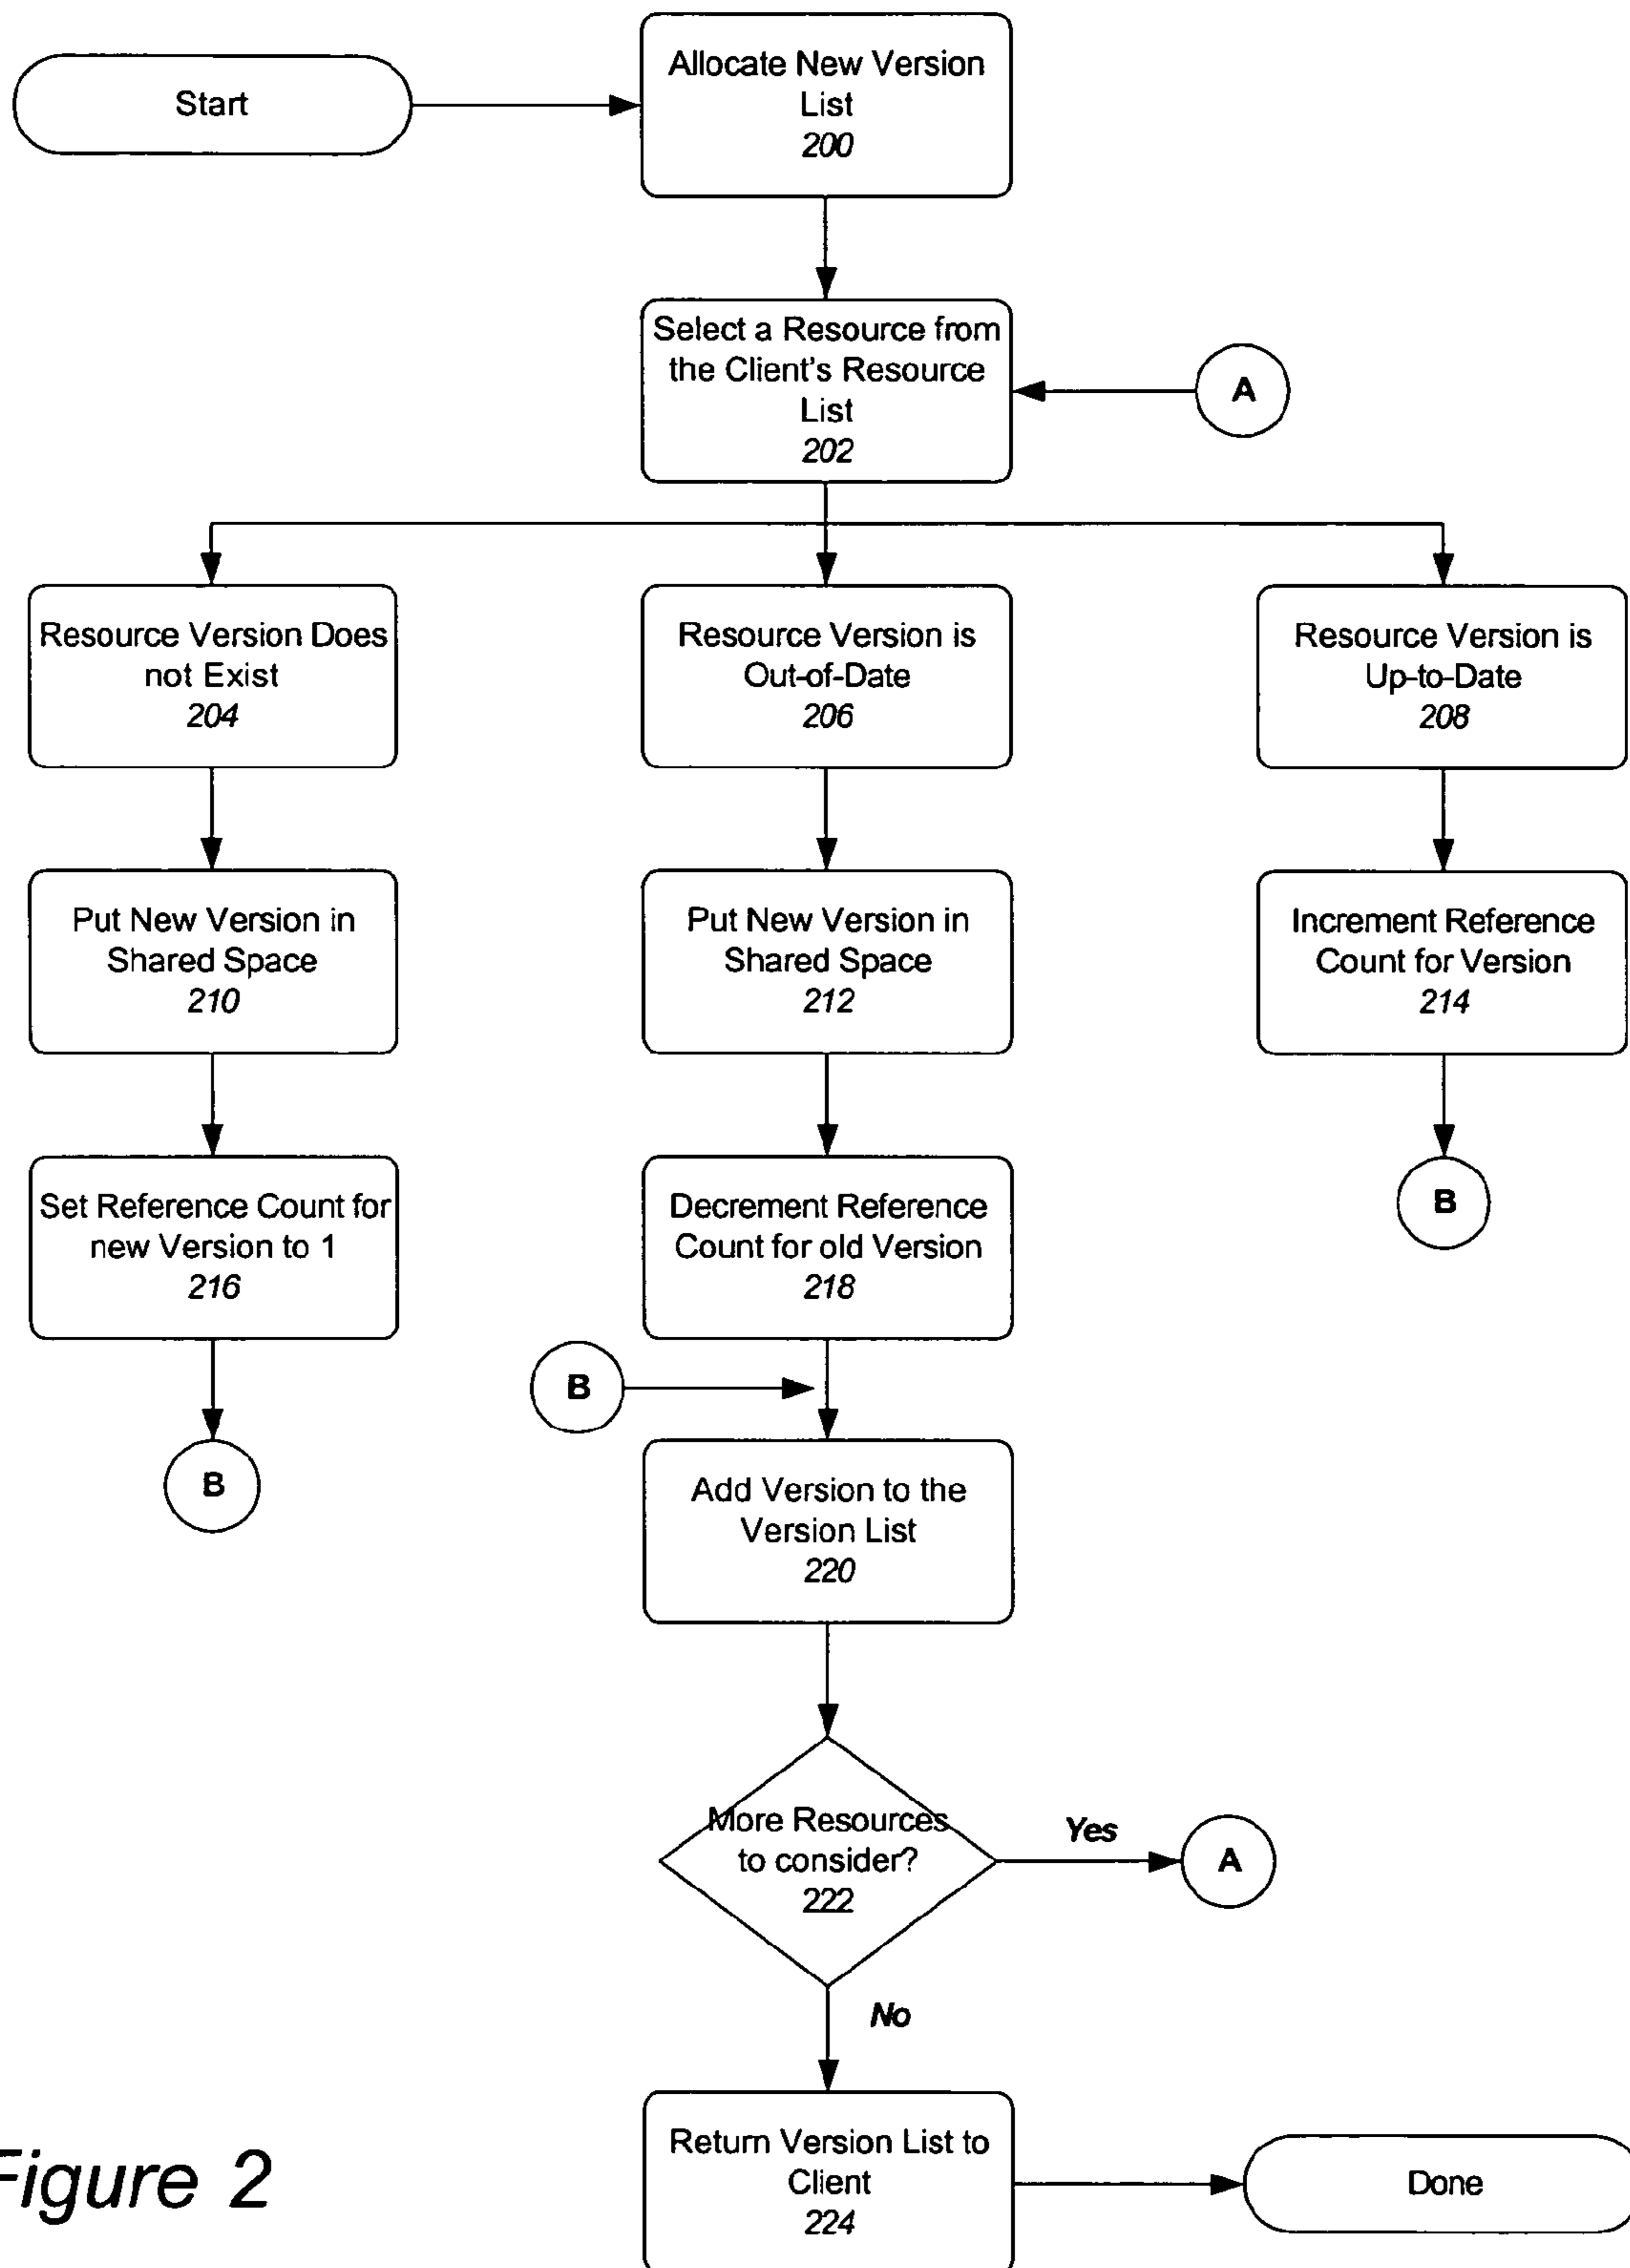 Start
Allocate New Version
List
200
Select a Resource from
the Client's Resource
List
202
A
Resource Version Does
not Exist
204
Resource Version is
Out-of-Date
206
Resource Version is
Up-to-Date
208
Put New Version in
Shared Space
210
Put New Version in
Shared Space
212
Increment Reference
Count for Version
214
Set Reference Count for
new Version to 1
216
Decrement Reference
Count for old Version
218
B
B
B
Add Version to the
Version List
220
More Resources
to consider?
222
Yes
A
No
Return Version List to
Client
224
Done
Figure 2